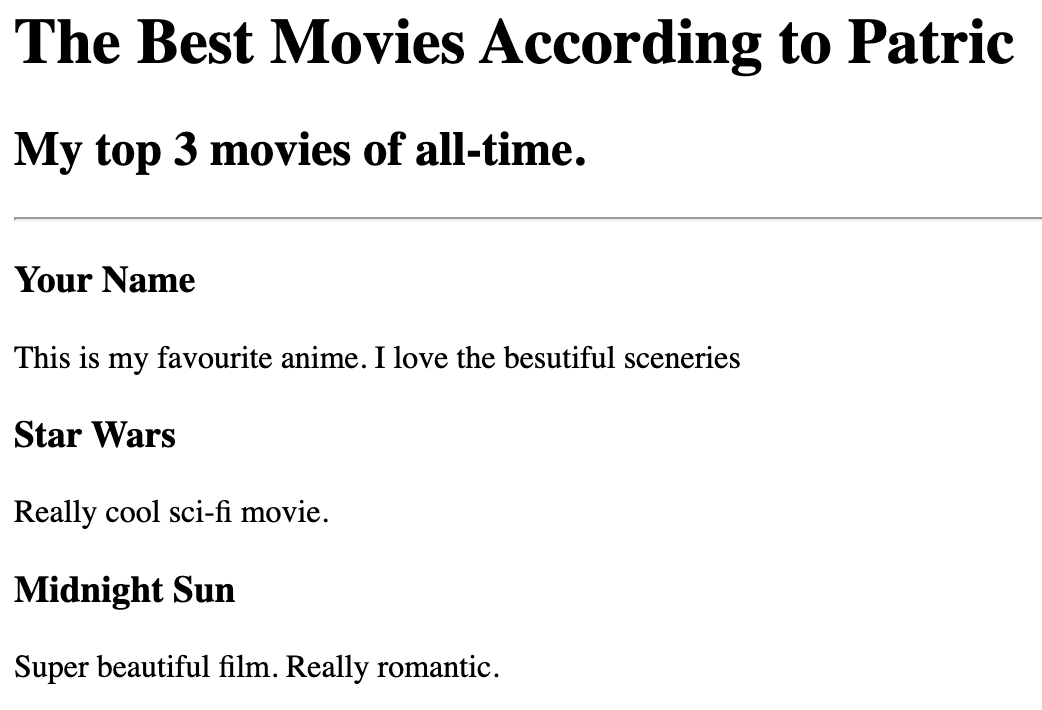 The Best Movies According to Patric
My top 3 movies of all-time.
Your Name
This is my favourite anime. I love the besutiful sceneries
Star Wars
Really cool sci-fi movie.
Midnight Sun
Super beautiful film. Really romantic.